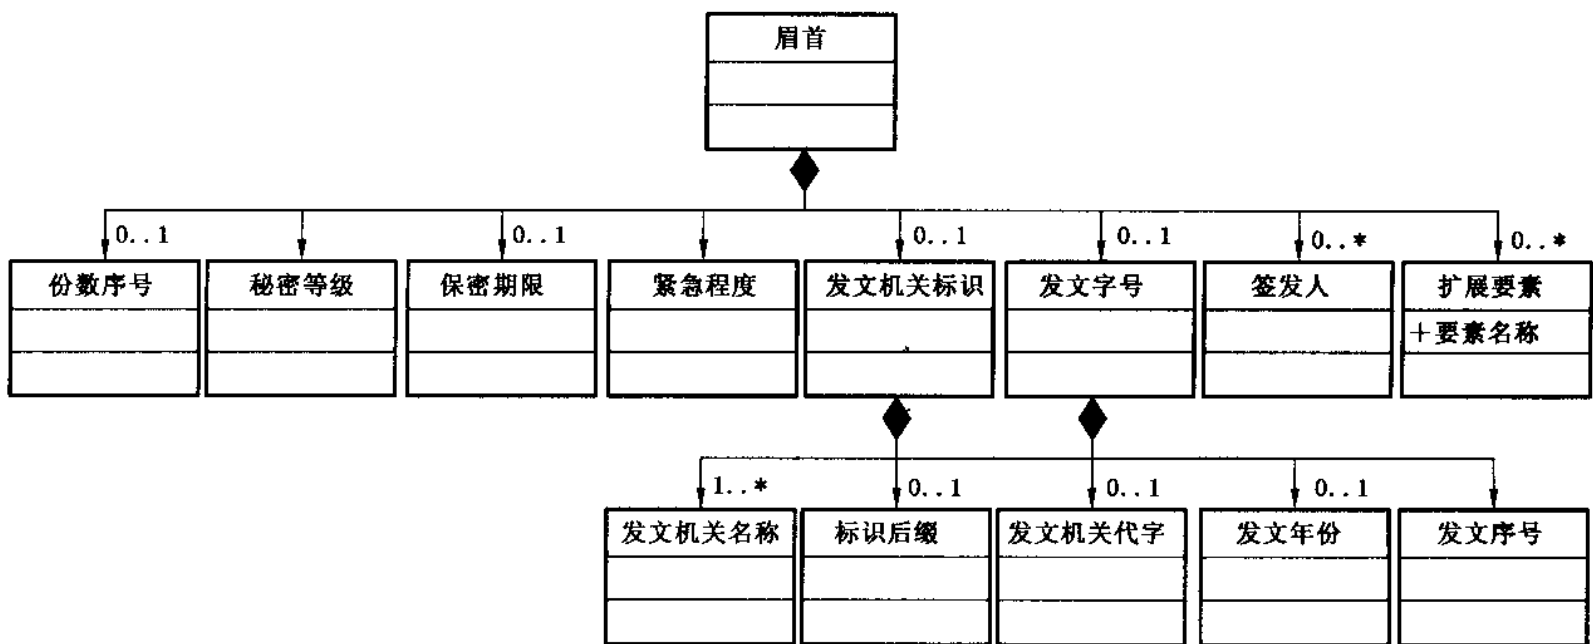 眉首
0..1
0..1
0..1
0..1
0..*
0..*
份数序号
秘密等级
保密期限
紧急程度
发文机关标识
发文字号
签发人
扩展要素
+要素名称
1..*
0..1
0..1
0..1
发文机关名称
标识后缀
发文机关代字
发文年份
发文序号